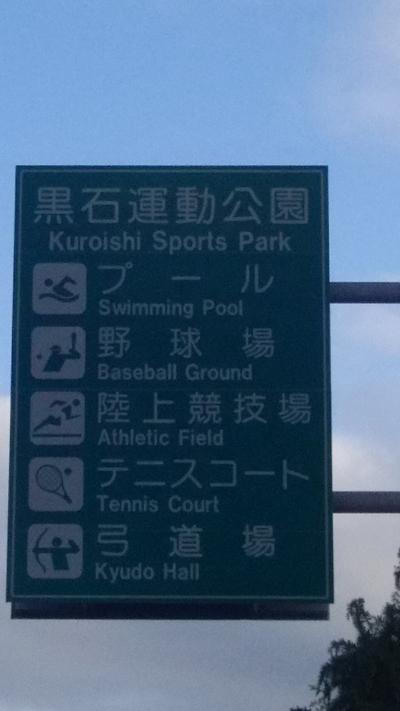 黒石運動公園
Kuroishi Sports Park
プール
Swimming Pool
野球場
Baseball Ground
陸上競技場
Athletic Field
テニスコート
Tennis Court
弓道場
Kyudo Hall